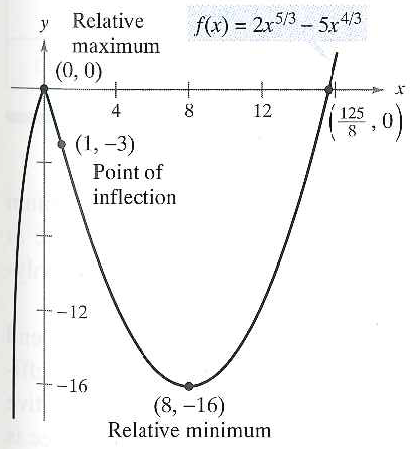 y Relative
maximum
f(x) = 2x^{5/3} – 5x^{4/3}
(0, 0)
x
4 8 12
(125/8, 0)
(1, –3)
Point of
inflection
–12
–16
(8, –16)
Relative minimum